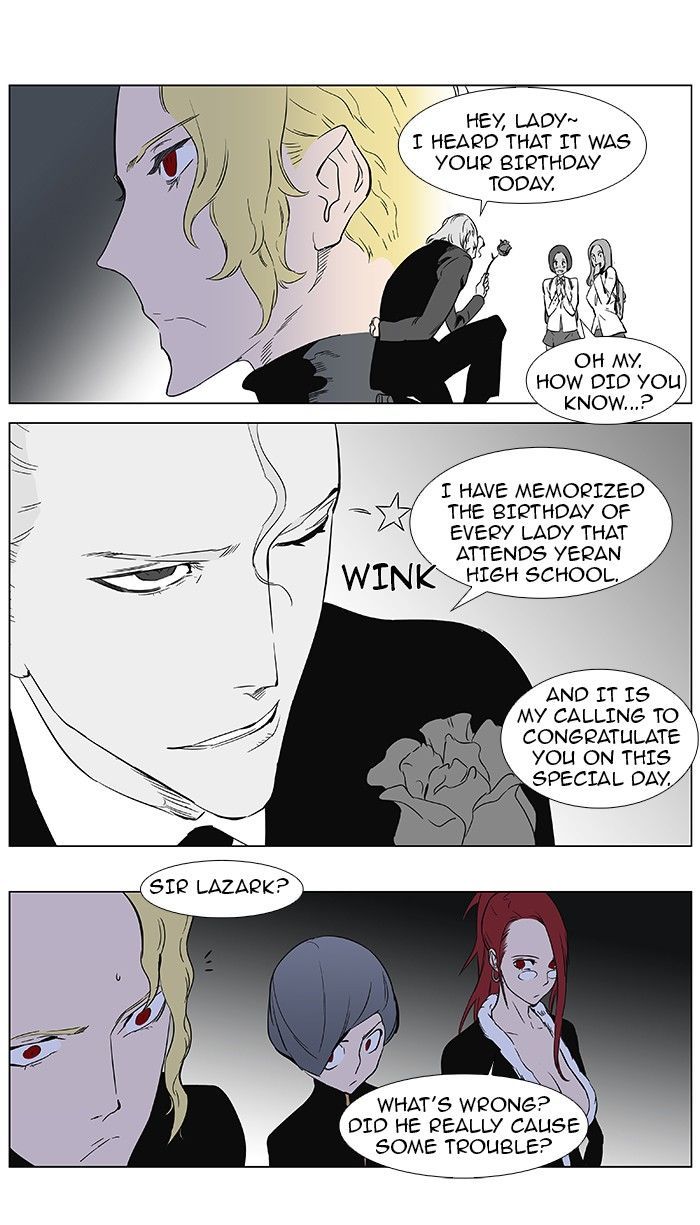 HEY, LADY~
I HEARD THAT IT WAS
YOUR BIRTHDAY
TODAY.
OH MY.
HOW DID YOU
KNOW...?
I HAVE MEMORIZED
THE BIRTHDAY OF
EVERY LADY THAT
ATTENDS YERAN
HIGH SCHOOL.
WINK
AND IT IS
MY CALLING TO
CONGRATULATE
YOU ON THIS
SPECIAL DAY.
SIR LAZARK?
WHAT'S WRONG?
DID HE REALLY CAUSE
SOME TROUBLE?